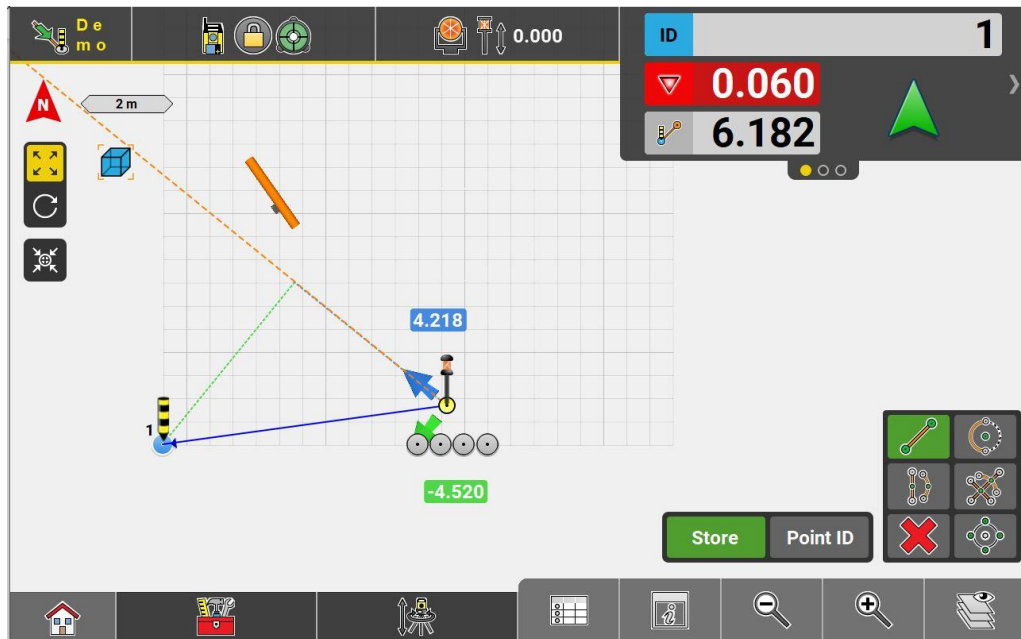 De
mo
0.000
ID
1
0.060
6.182
N
2 m
4.218
1
-4.520
Store
Point ID
i